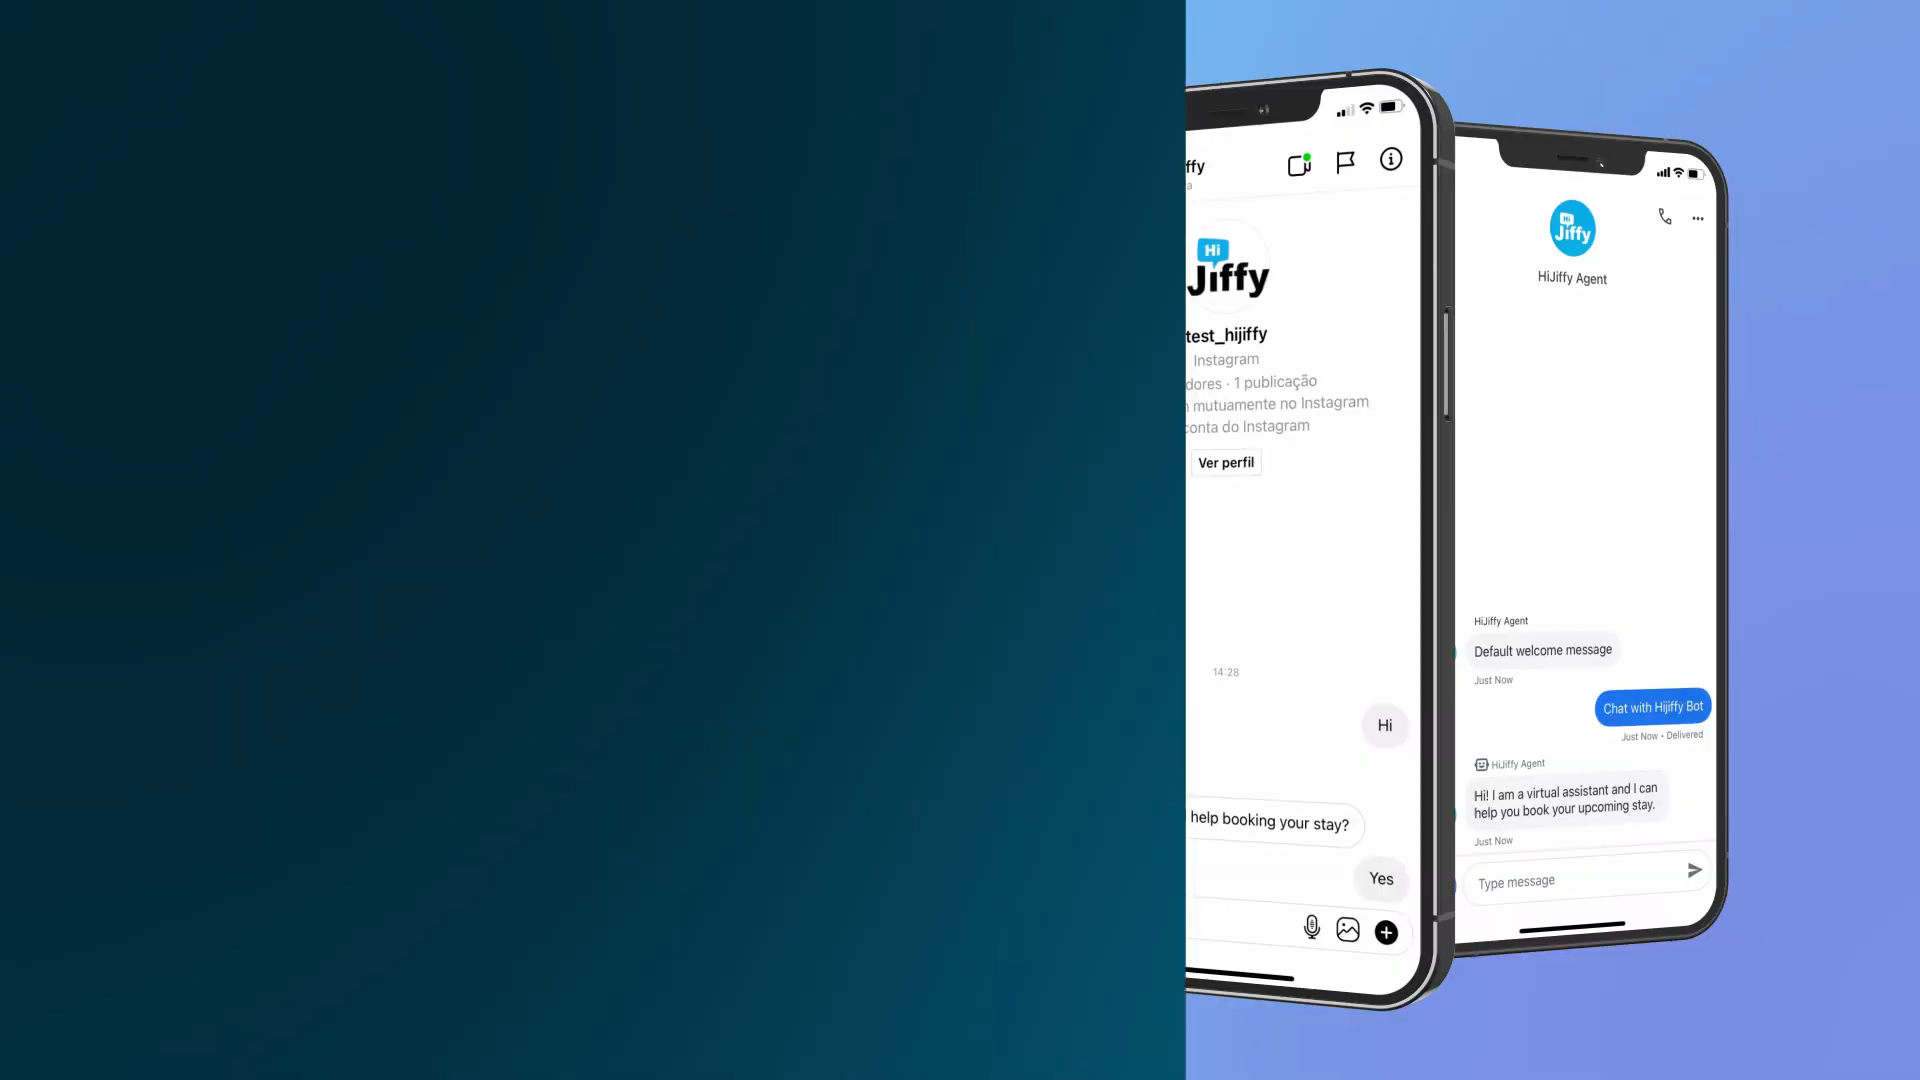 ffy
a
Hi
Jiffy
test_hijiffy
Instagram
dores · 1 publicação
mutuamente no Instagram
conta do Instagram
Ver perfil
14:28
Hi
help booking your stay?
Yes
Hi
Jiffy
HiJiffy Agent
HiJiffy Agent
Default welcome message
Just Now
Chat with Hijiffy Bot
Just Now • Delivered
HiJiffy Agent
Hi! I am a virtual assistant and I can
help you book your upcoming stay.
Just Now
Type message